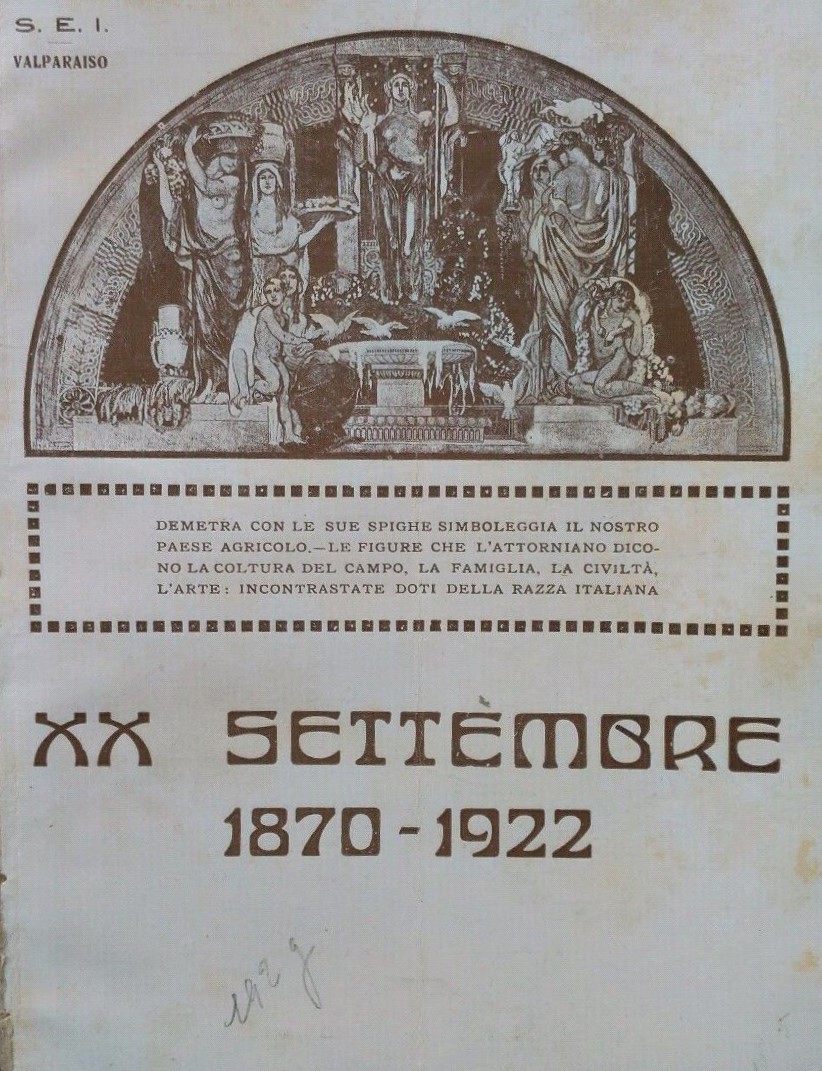 S. E. I.
VALPARAISO
DEMETRA CON LE SUE SPIGHE SIMBOLEGGIA IL NOSTRO
PAESE AGRICOLO.—LE FIGURE CHE L'ATTORNIANO DICO-
NO LA COLTURA DEL CAMPO, LA FAMIGLIA, LA CIVILTÀ,
L'ARTE: INCONTRASTATE DOTI DELLA RAZZA ITALIANA
XX SETTEMBRE
1870 - 1922